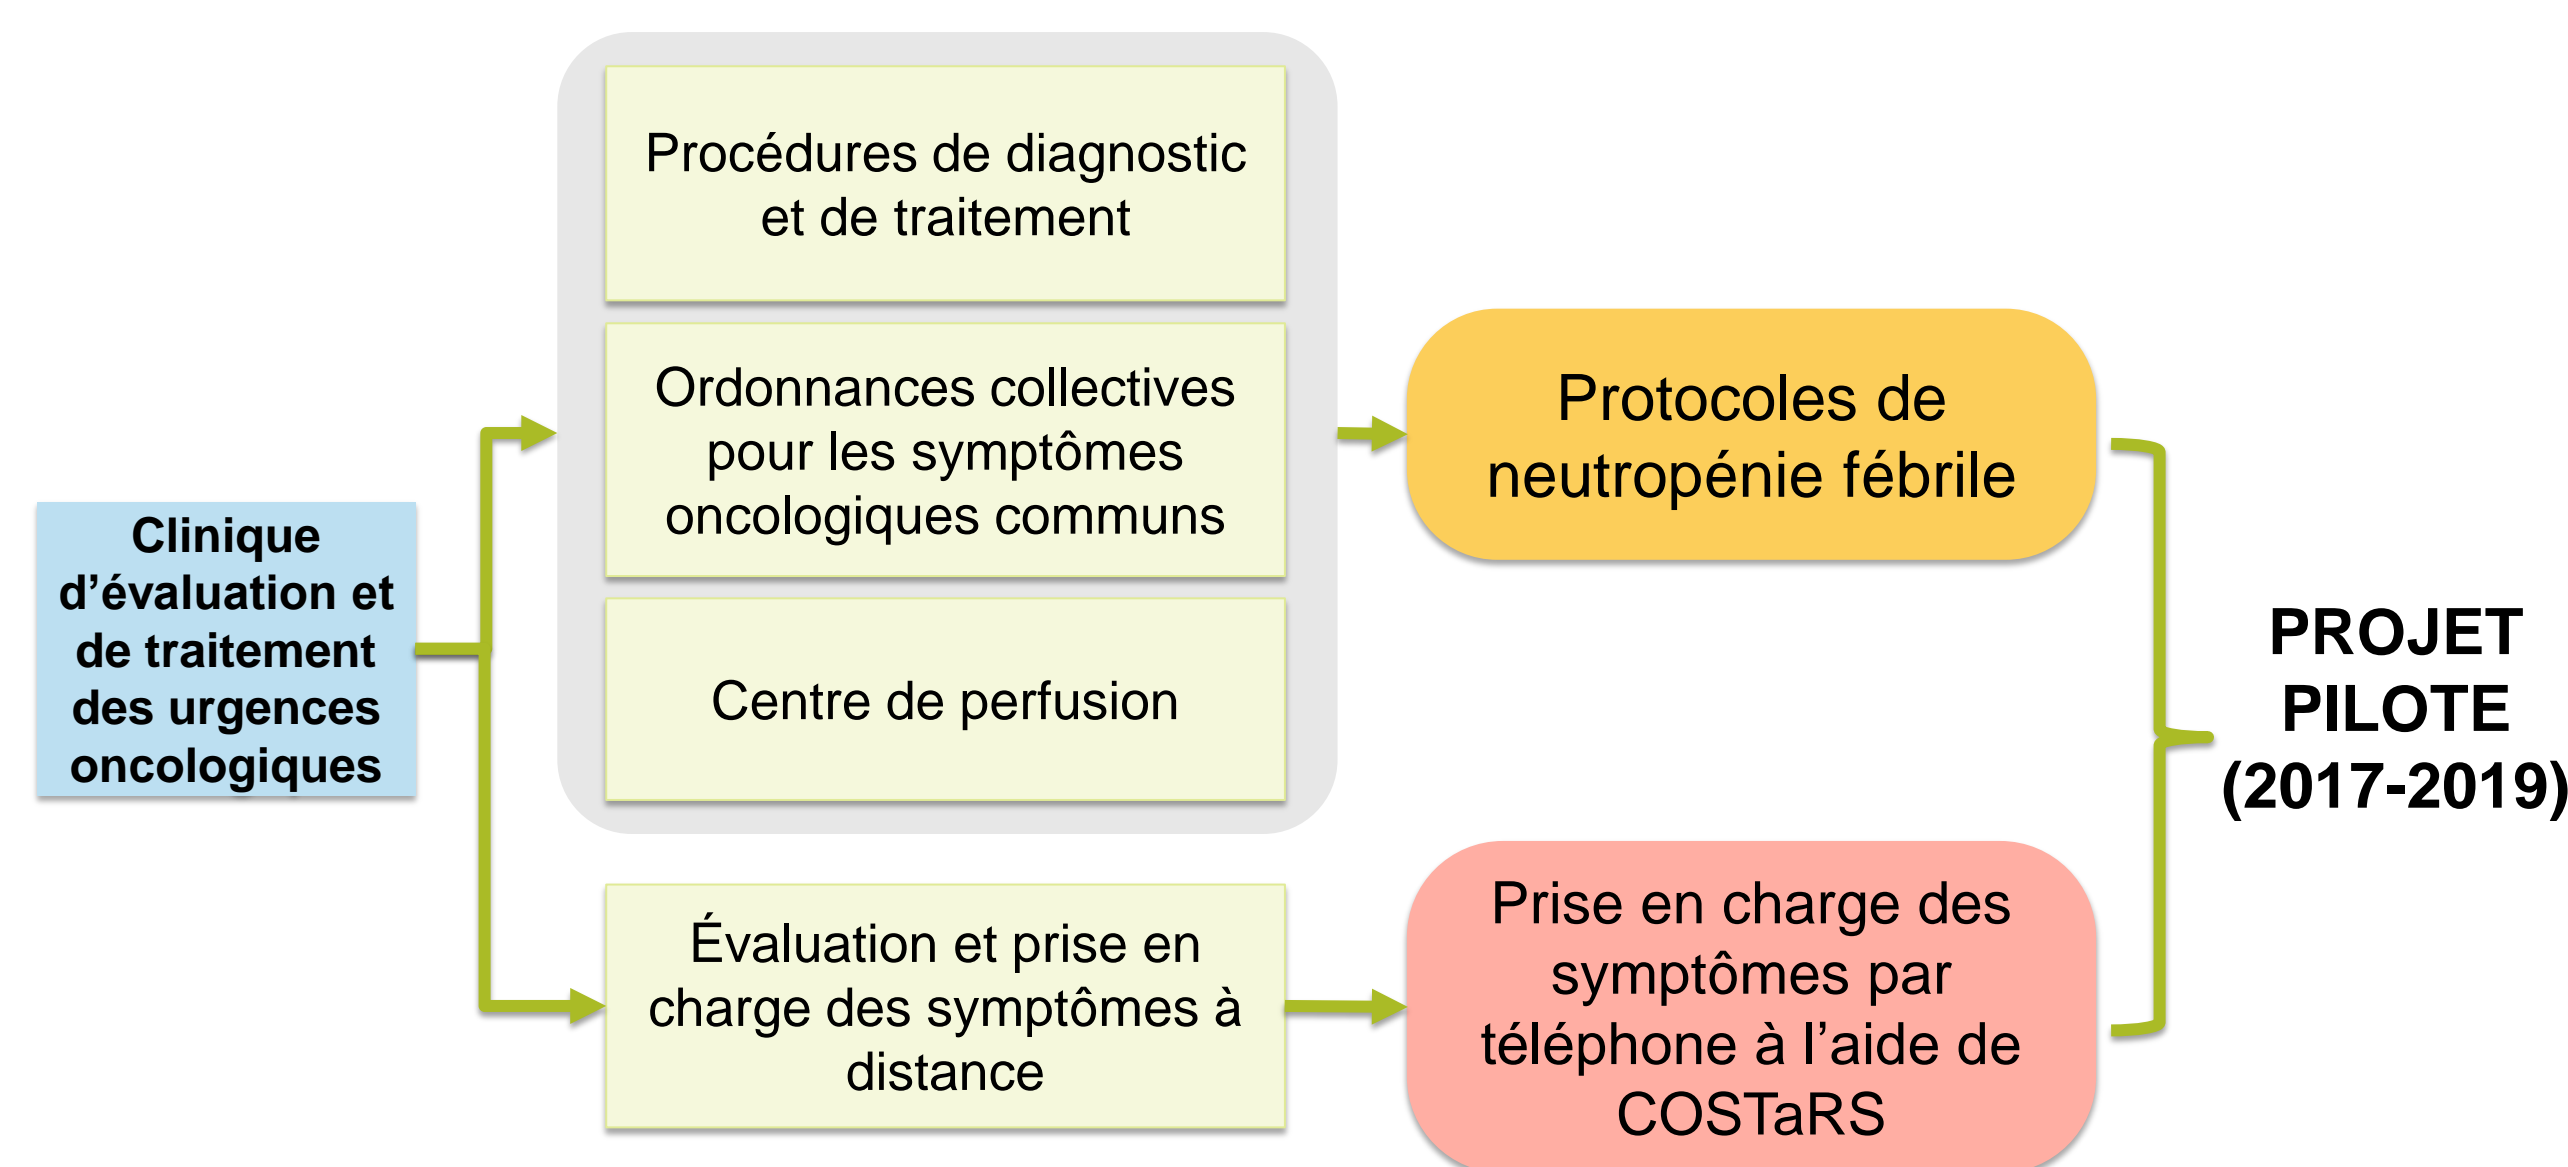 Clinique
d’évaluation et
de traitement
des urgences
oncologiques
Procédures de diagnostic
et de traitement
Ordonnances collectives
pour les symptômes
oncologiques communs
Centre de perfusion
Évaluation et prise en
charge des symptômes à
distance
Protocoles de
neutropénie fébrile
Prise en charge des
symptômes par
téléphone à l’aide de
COSTaRS
PROJET
PILOTE
(2017-2019)